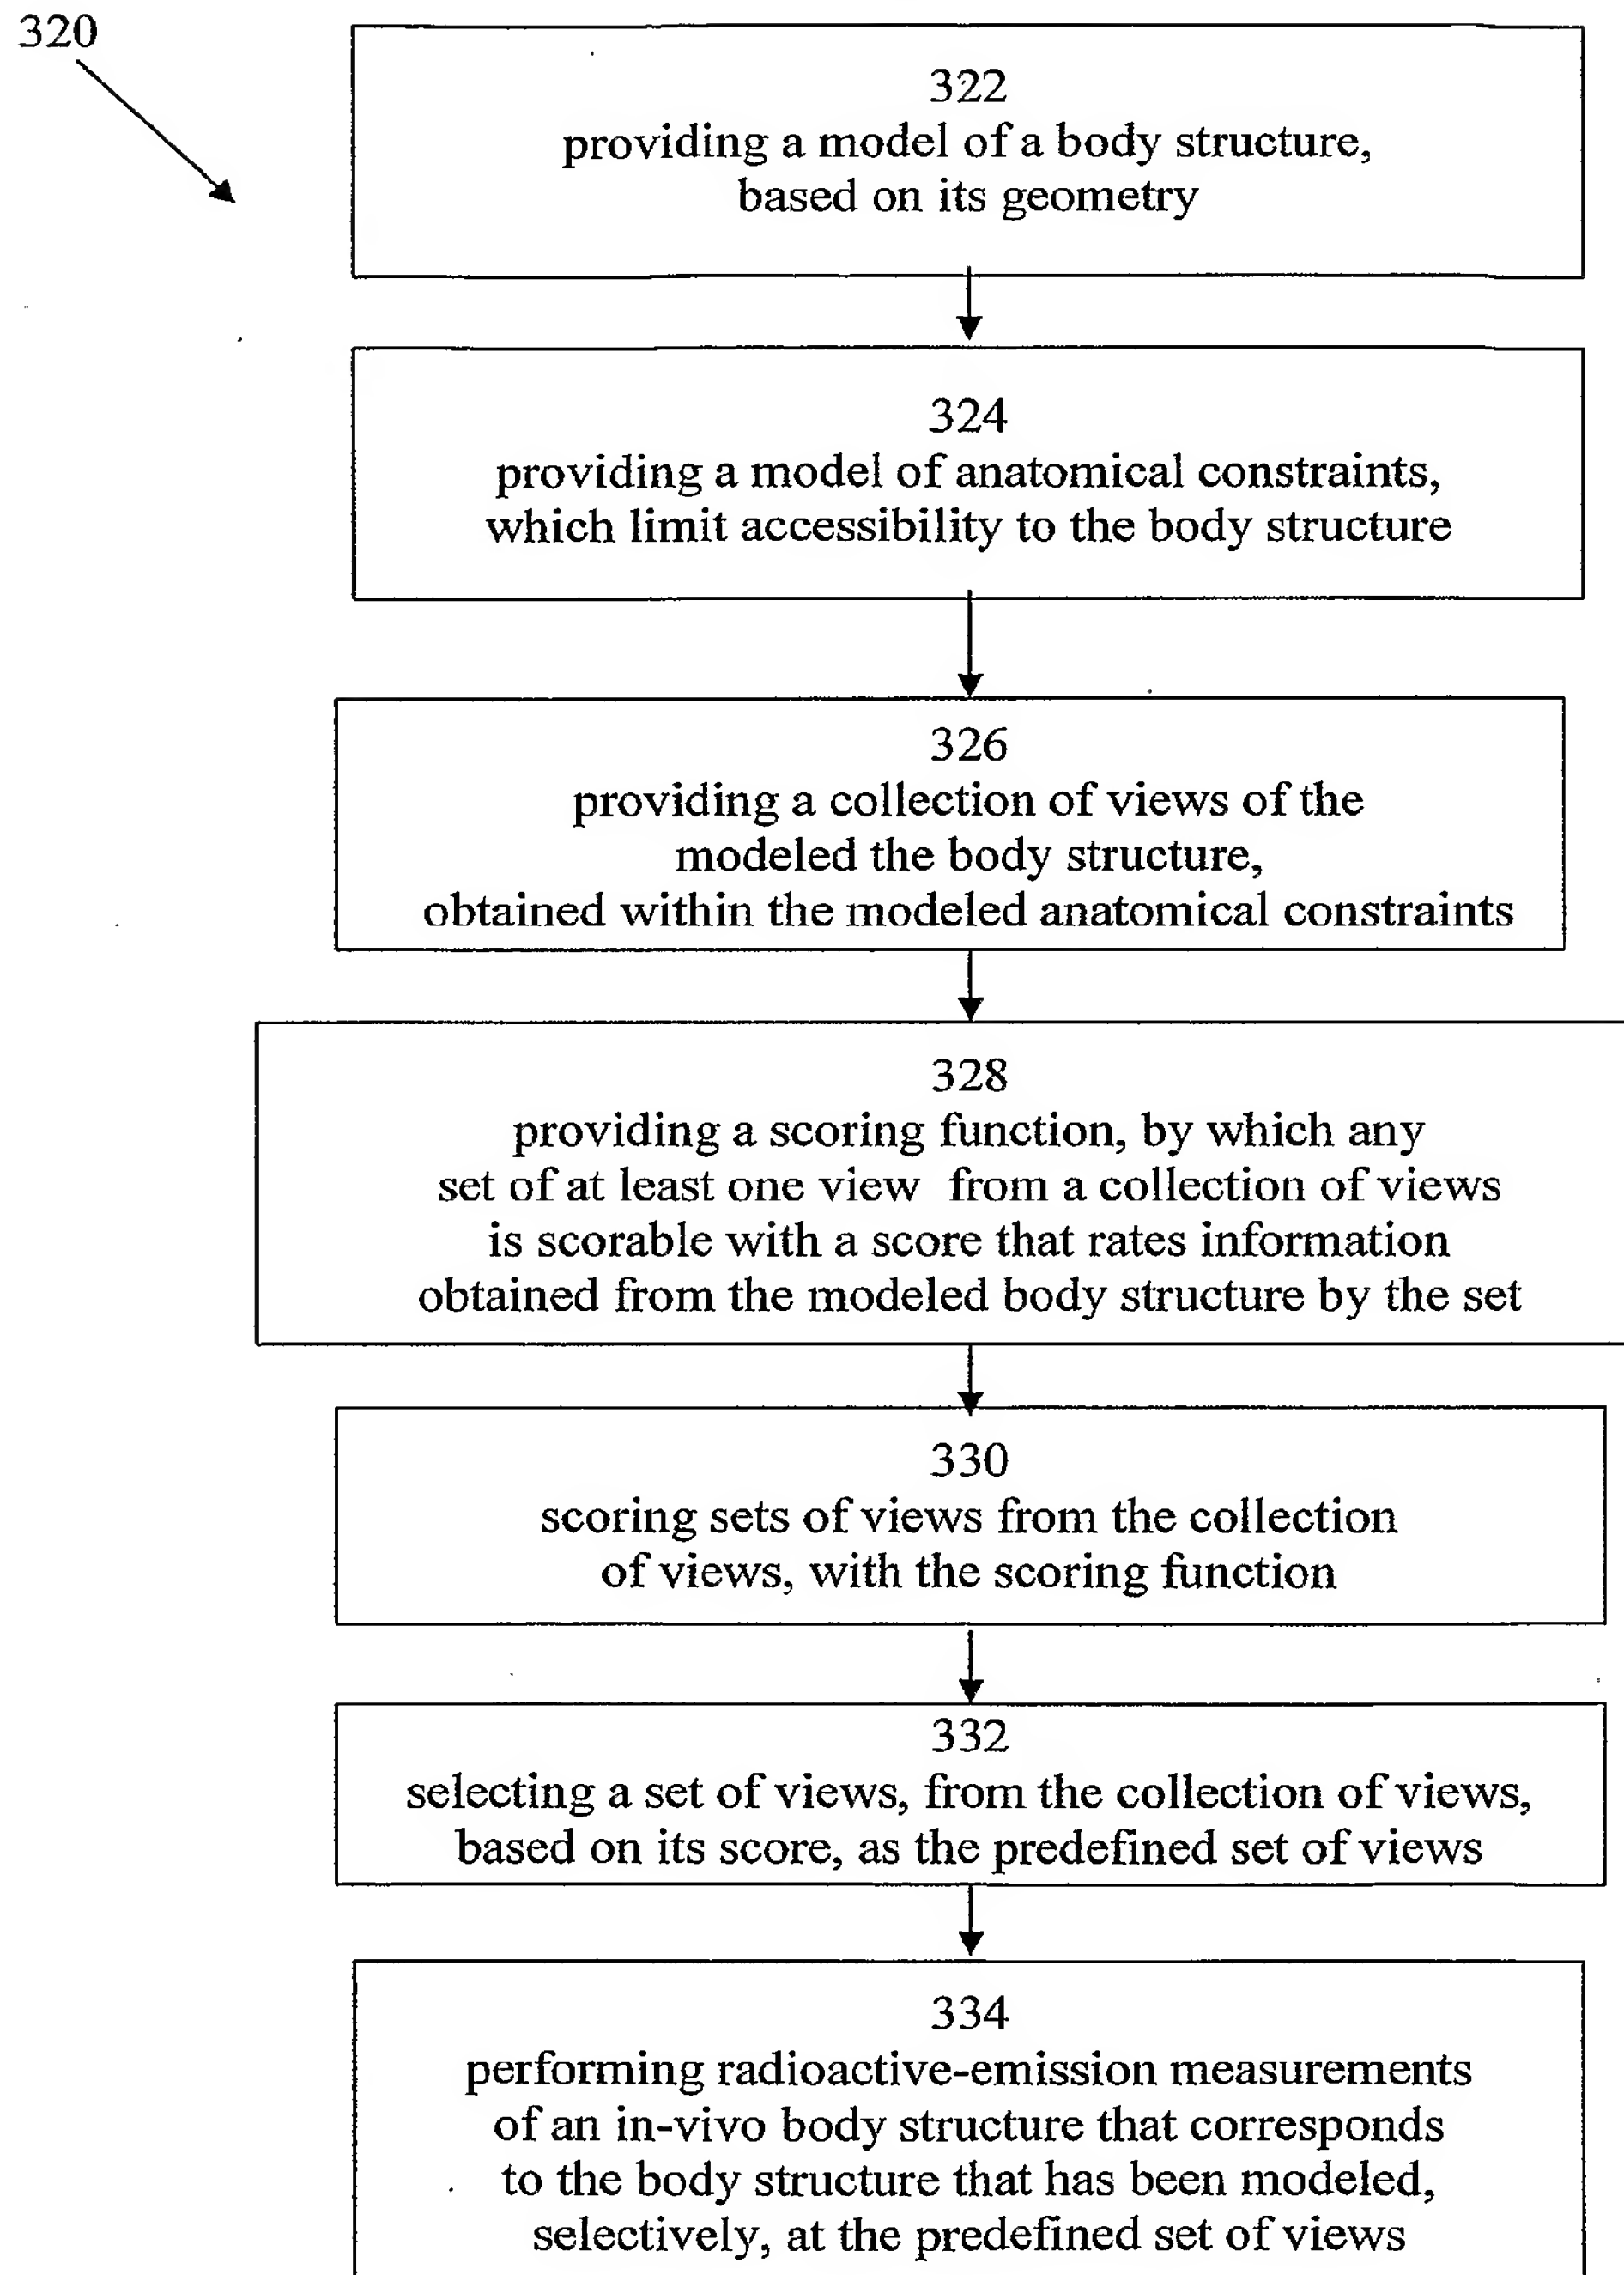 320
322
providing a model of a body structure,
based on its geometry
324
providing a model of anatomical constraints,
which limit accessibility to the body structure
326
providing a collection of views of the
modeled the body structure,
obtained within the modeled anatomical constraints
328
providing a scoring function, by which any
set of at least one view from a collection of views
is scorable with a score that rates information
obtained from the modeled body structure by the set
330
scoring sets of views from the collection
of views, with the scoring function
332
selecting a set of views, from the collection of views,
based on its score, as the predefined set of views
334
performing radioactive-emission measurements
of an in-vivo body structure that corresponds
to the body structure that has been modeled,
selectively, at the predefined set of views